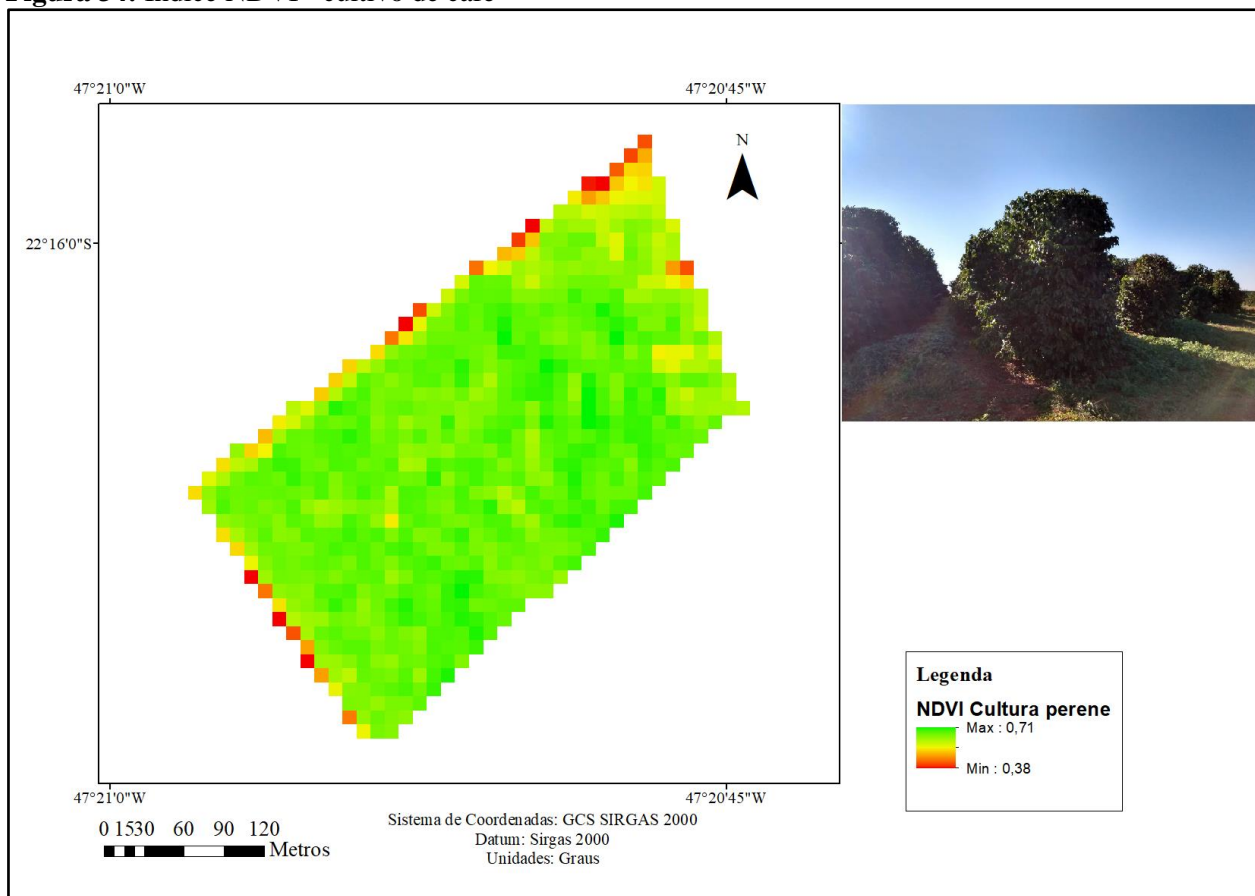 47°21'0"W 47°20'45"W
N
22°16'0"S
Legenda
NDVI Cultura perene
Max : 0,71
Min : 0,38
47°21'0"W 47°20'45"W
Sistema de Coordenadas: GCS SIRGAS 2000
Datum: Sirgas 2000
Unidades: Graus
0 1530 60 90 120
Metros